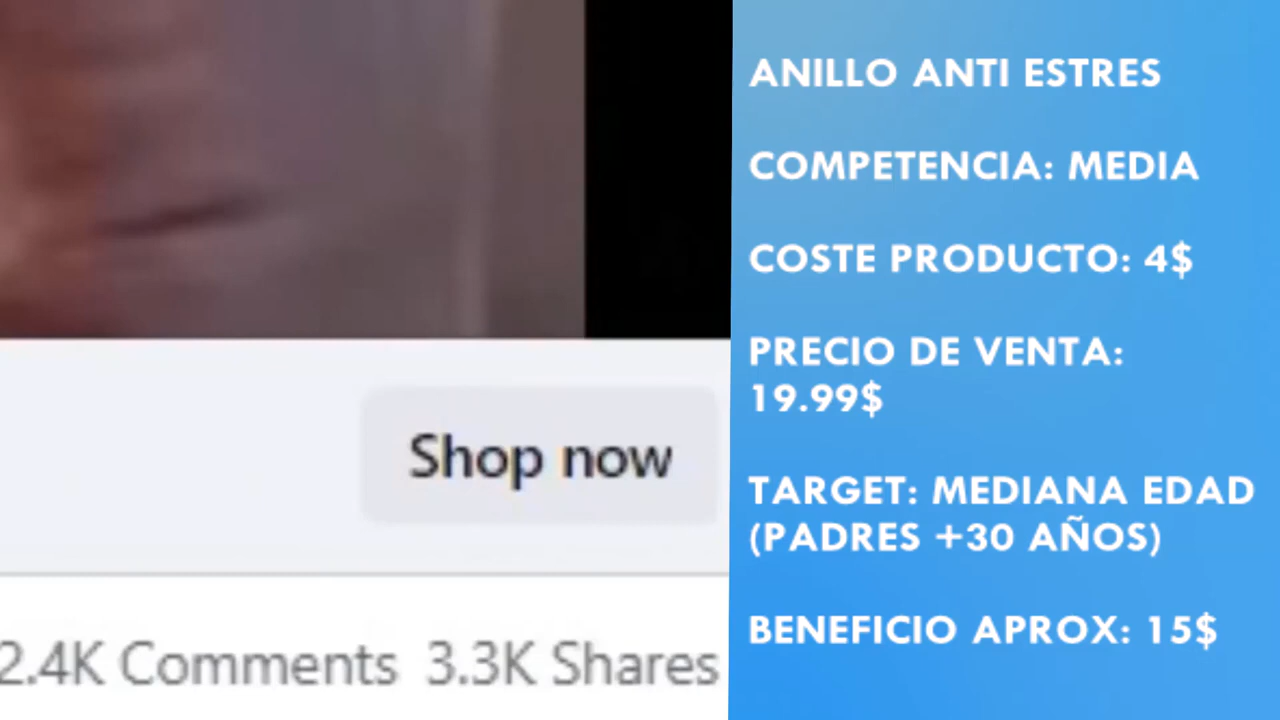 Shop now
2.4K Comments 3.3K Shares
ANILLO ANTI ESTRES
COMPETENCIA: MEDIA
COSTE PRODUCTO: 4$
PRECIO DE VENTA:
19.99$
TARGET: MEDIANA EDAD
(PADRES +30 AÑOS)
BENEFICIO APROX: 15$